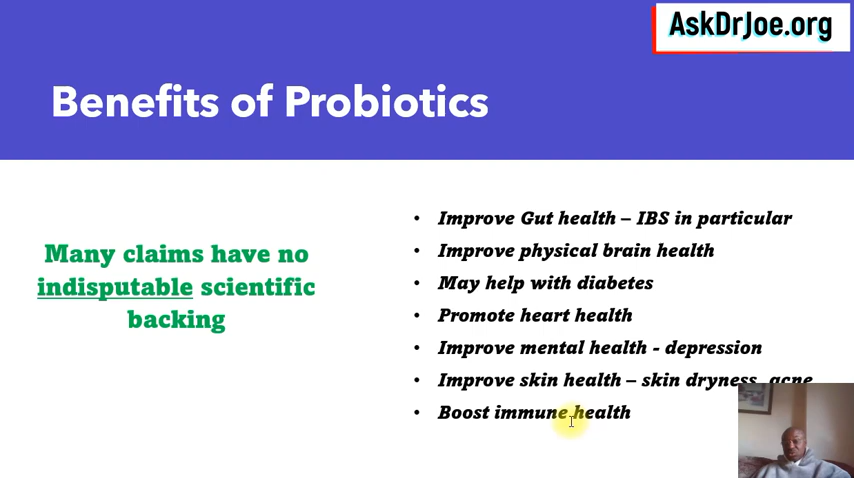 AskDrJoe.org
Benefits of Probiotics
Many claims have no
indisputable scientific
backing
• Improve Gut health – IBS in particular
• Improve physical brain health
• May help with diabetes
• Promote heart health
• Improve mental health - depression
• Improve skin health – skin dryness, acne
• Boost immune health